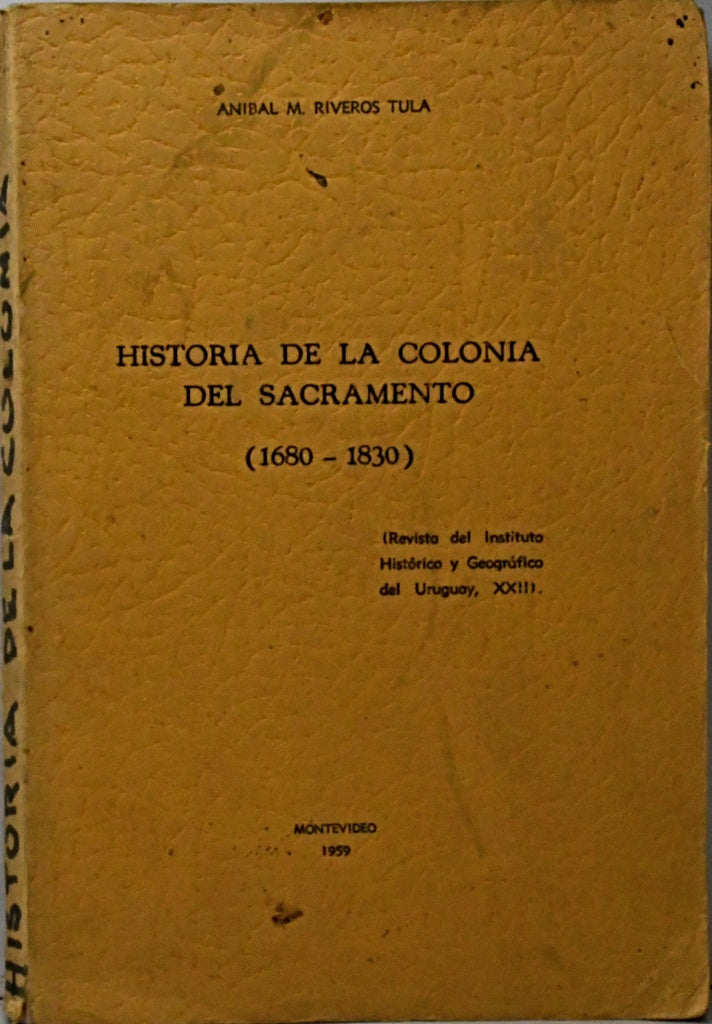 ANIBAL M. RIVEROS TULA
HISTORIA DE LA COLONIA
DEL SACRAMENTO
(1680 - 1830)
(Revista del Instituto
Histórico y Geográfico
del Uruguay, XXII).
MONTEVIDEO
1959
HISTORIA DE LA COLONIA